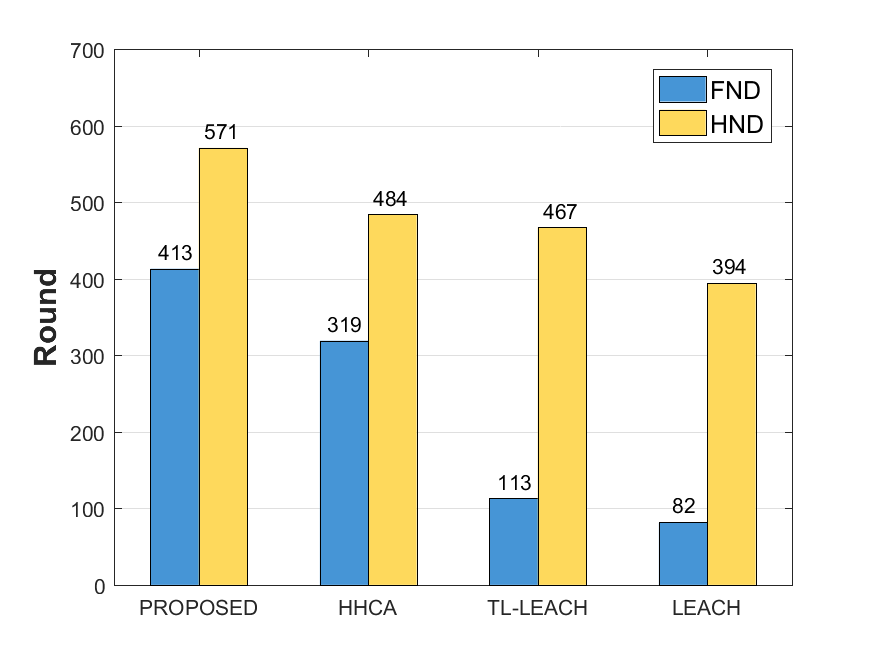 700
600
500
400
300
200
100
0
Round
FND
HND
413
571
319
484
113
467
82
394
PROPOSED
HHCA
TL-LEACH
LEACH